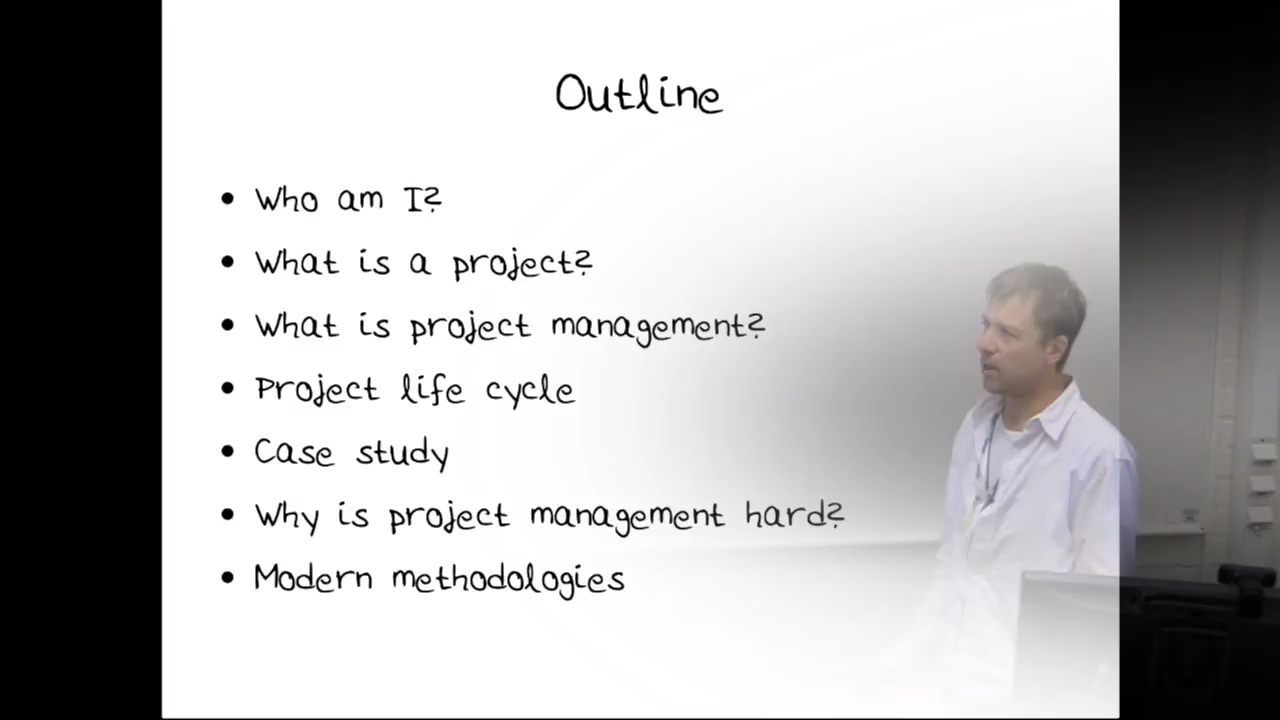 Outline
• Who am I?
• What is a project?
• What is project management?
• Project life cycle
• Case study
• Why is project management hard?
• Modern methodologies